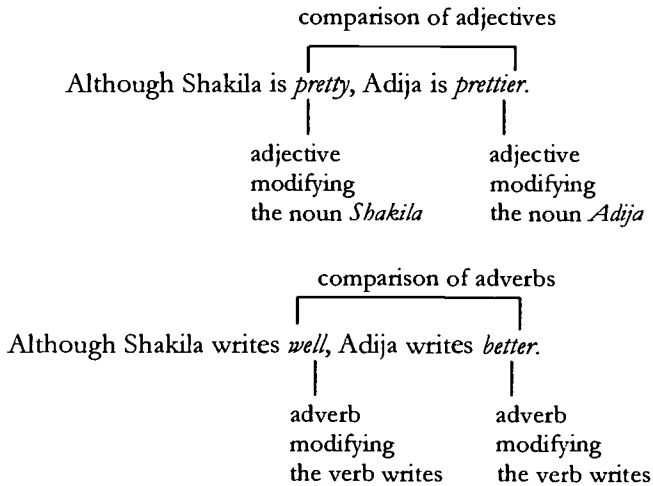 comparison of adjectives
Although Shakila is pretty, Adija is prettier.
adjective
modifying
the noun Shakila
adjective
modifying
the noun Adija
comparison of adverbs
Although Shakila writes well, Adija writes better.
adverb
modifying
the verb writes
adverb
modifying
the verb writes